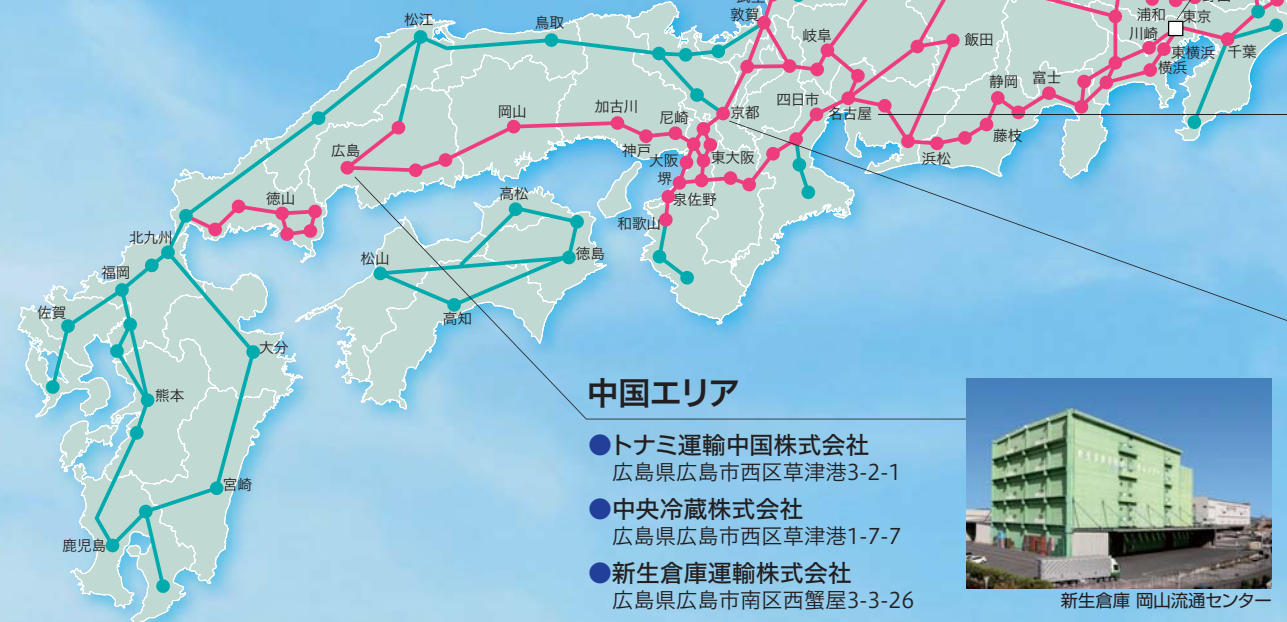 敦賀
松江
鳥取
岐阜
飯田
浦和
東京
川崎
東横浜
横浜
千葉
静岡
富士
四日市
名古屋
藤枝
浜松
岡山
加古川
尼崎
京都
神戸
大阪
東大阪
堺
泉佐野
和歌山
広島
徳山
高松
松山
徳島
高知
北九州
福岡
佐賀
大分
熊本
宮崎
鹿児島
中国エリア
●トナミ運輸中国株式会社
広島県広島市西区草津港3-2-1
●中央冷蔵株式会社
広島県広島市西区草津港1-7-7
●新生倉庫運輸株式会社
広島県広島市南区西蟹屋3-3-26
新生倉庫 岡山流通センター